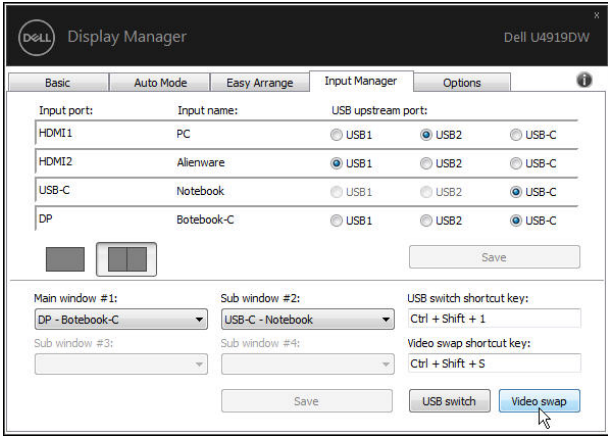 x
DELL Display Manager Dell U4919DW
Basic Auto Mode Easy Arrange Input Manager Options i
Input port: Input name: USB upstream port:
HDMI1 PC USB1 USB2 USB-C
HDMI2 Alienware USB1 USB2 USB-C
USB-C Notebook USB1 USB2 USB-C
DP Botebook-C USB1 USB2 USB-C
Save
Main window #1: Sub window #2: USB switch shortcut key:
DP - Botebook-C USB-C - Notebook Ctrl + Shift + 1
Sub window #3: Sub window #4: Video swap shortcut key:
Ctrl + Shift + S
Save USB switch Video swap